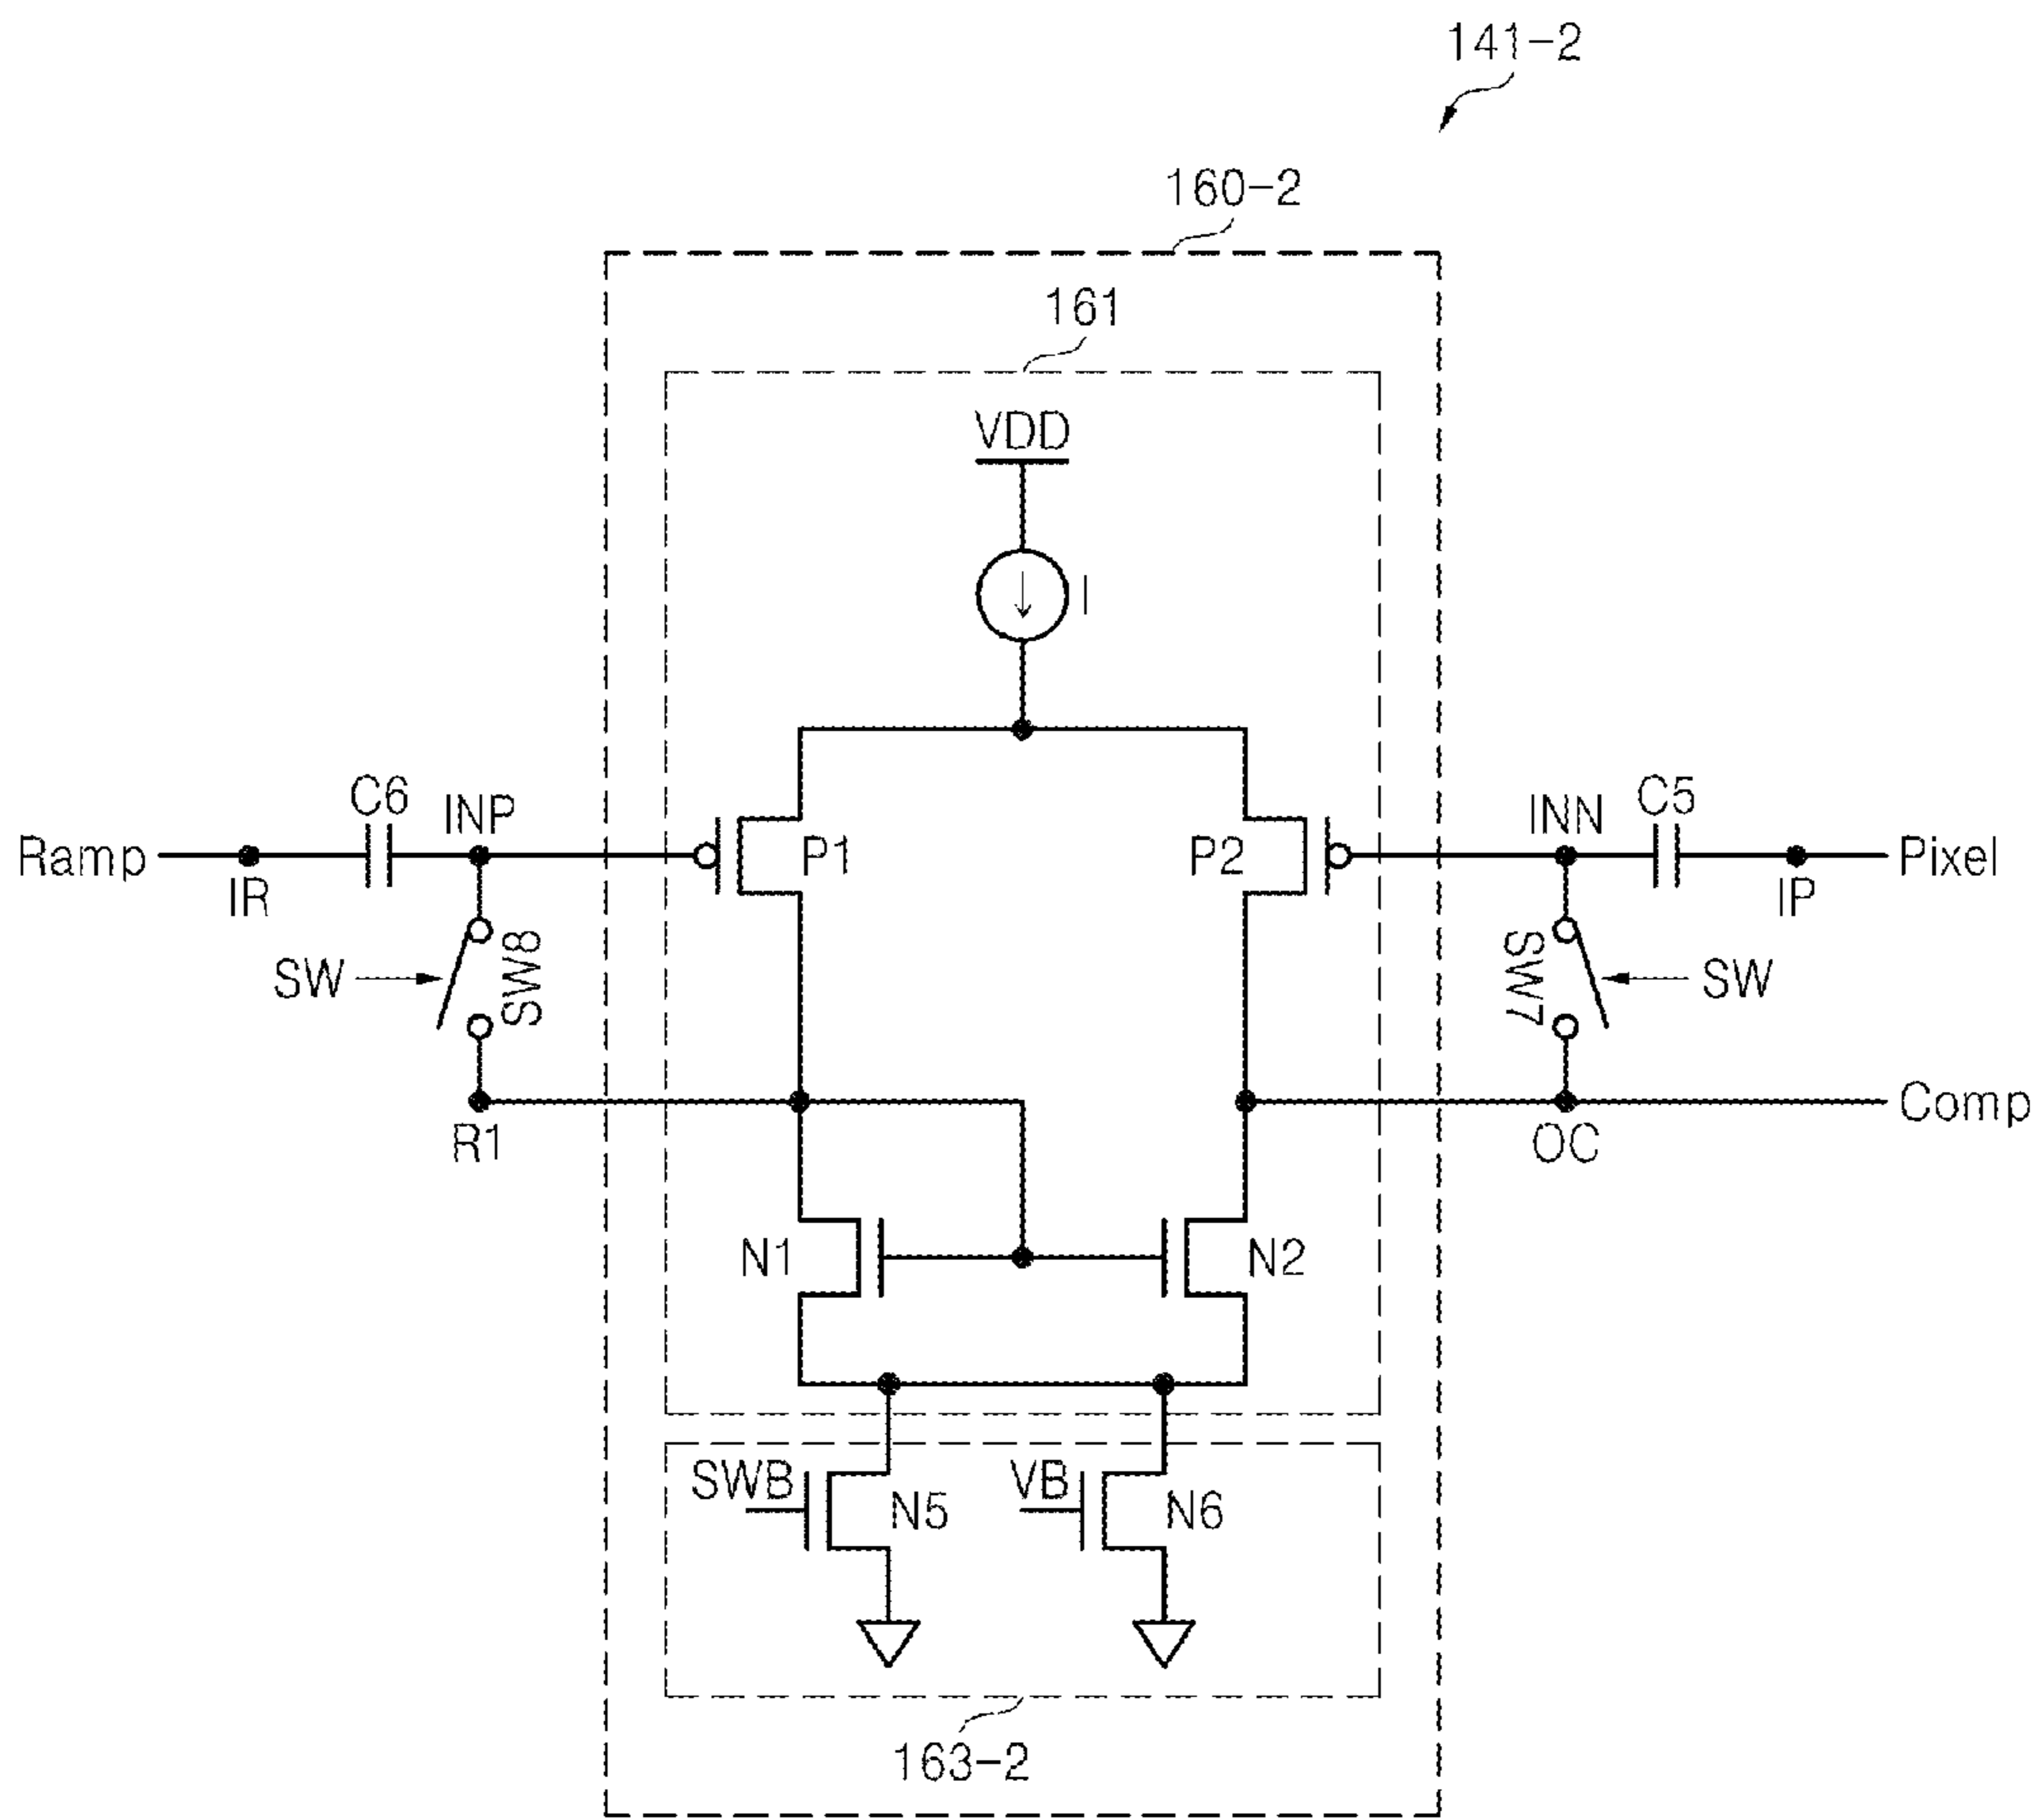 141-2
160-2
161
VDD
I
C6
INP
INN
C5
Ramp
P1
P2
Pixel
IR
IP
SW
SW8
SW7
SW
Comp
R1
OC
N1
N2
SWB
VB
N5
N6
163-2